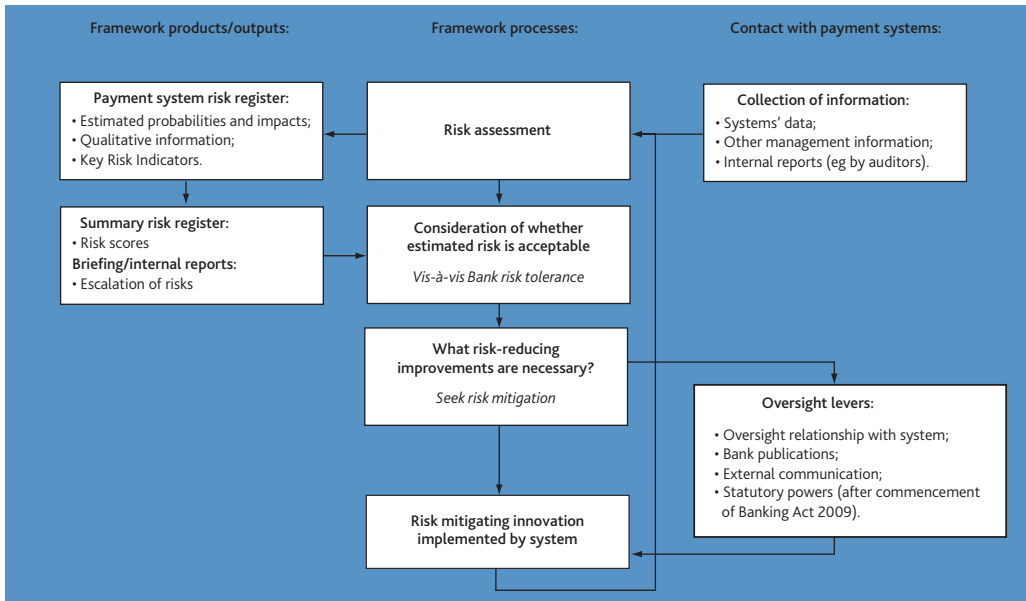 Framework products/outputs:
Framework processes:
Contact with payment systems:
Payment system risk register:
• Estimated probabilities and impacts;
• Qualitative information;
• Key Risk Indicators.
Risk assessment
Collection of information:
• Systems' data;
• Other management information;
• Internal reports (eg by auditors).
Summary risk register:
• Risk scores
Briefing/internal reports:
• Escalation of risks
Consideration of whether
estimated risk is acceptable
Vis-à-vis Bank risk tolerance
What risk-reducing
improvements are necessary?
Seek risk mitigation
Oversight levers:
• Oversight relationship with system;
• Bank publications;
• External communication;
• Statutory powers (after commencement
of Banking Act 2009).
Risk mitigating innovation
implemented by system